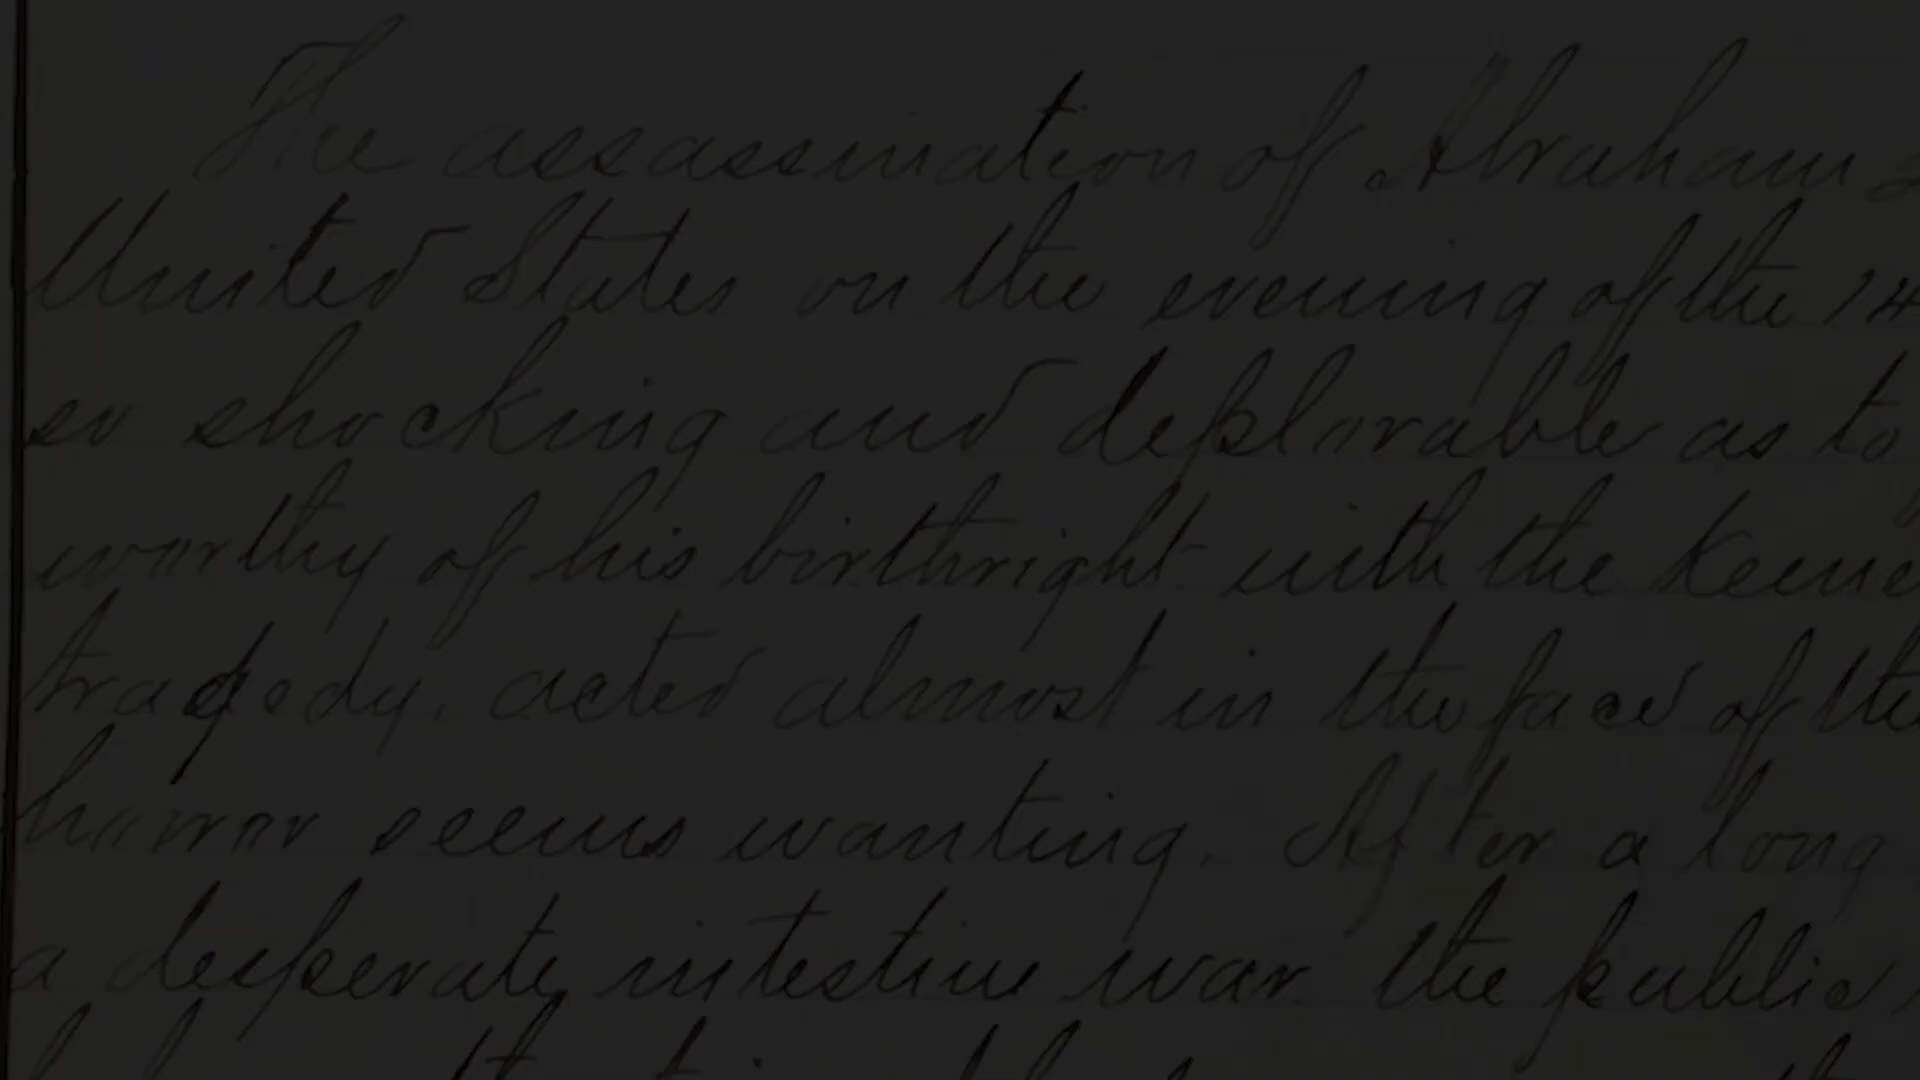 The assassination of Abraham
United States on the evening of the 14
so shocking and deplorable as to
worthy of his birthright with the keene
tragedy, acted almost in the face of the
horror seems wanting. After a long
a desperate intestine war the public